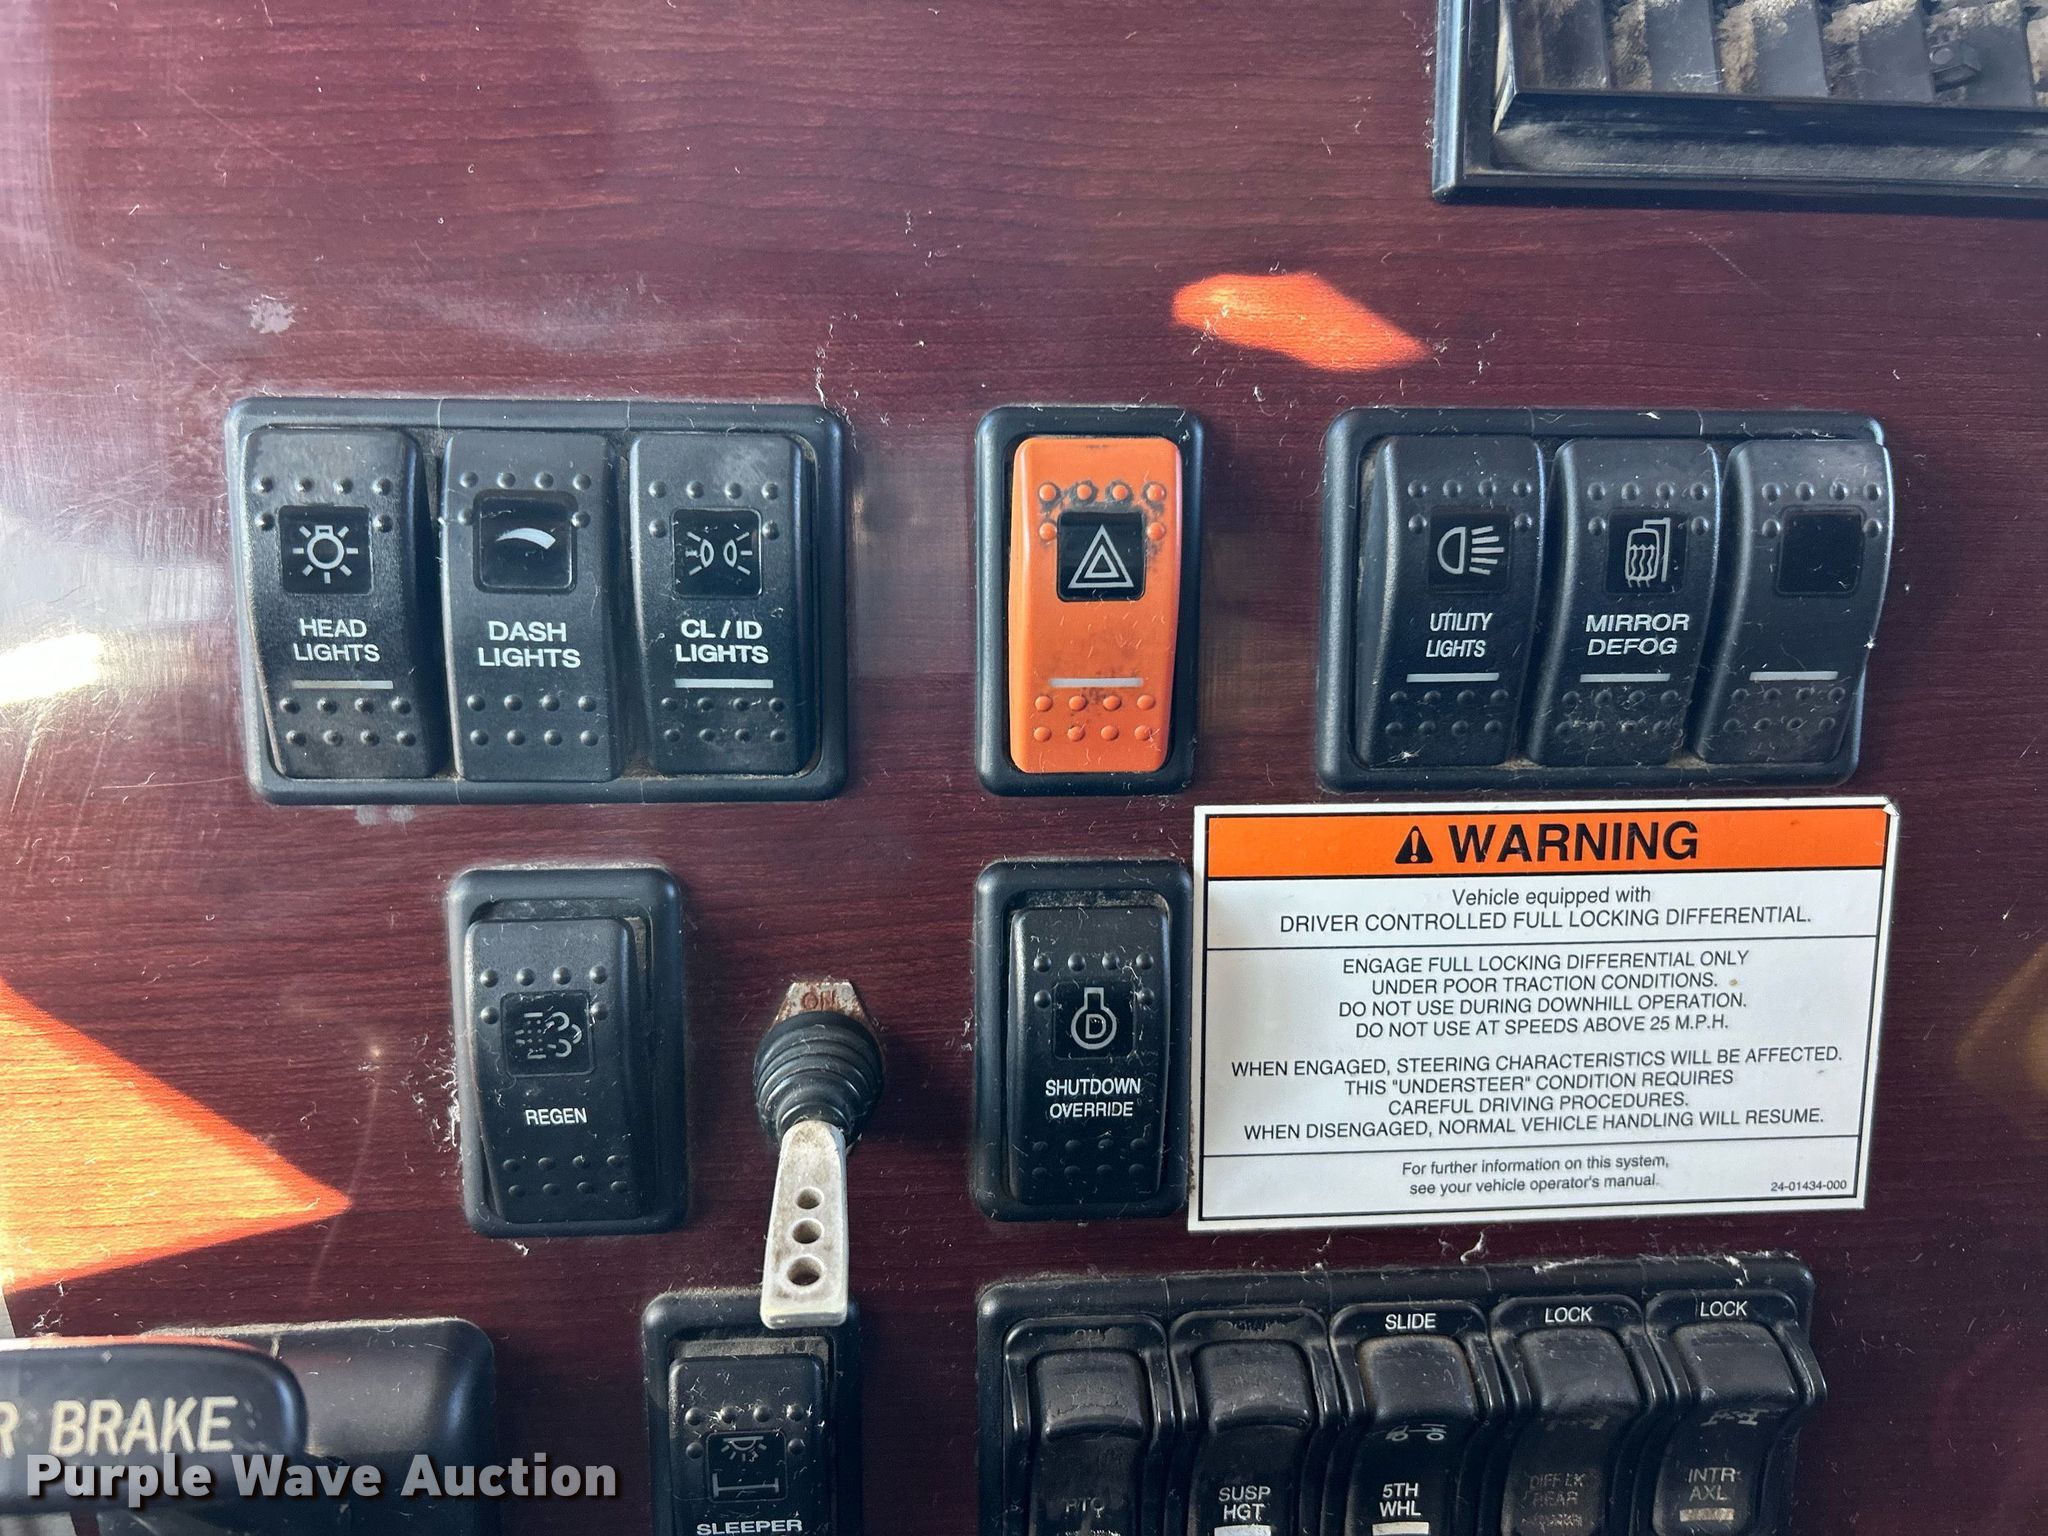 HEAD
LIGHTS
DASH
LIGHTS
CL/ID
LIGHTS
UTILITY
LIGHTS
MIRROR
DEFOG
WARNING
Vehicle equipped with
DRIVER CONTROLLED FULL LOCKING DIFFERENTIAL.
ENGAGE FULL LOCKING DIFFERENTIAL ONLY
UNDER POOR TRACTION CONDITIONS.
DO NOT USE DURING DOWNHILL OPERATION.
DO NOT USE AT SPEEDS ABOVE 25 M.P.H.
WHEN ENGAGED, STEERING CHARACTERISTICS WILL BE AFFECTED.
THIS "UNDERSTEER" CONDITION REQUIRES
CAREFUL DRIVING PROCEDURES.
WHEN DISENGAGED, NORMAL VEHICLE HANDLING WILL RESUME.
For further information on this system,
see your vehicle operator's manual.
24-01434-000
REGEN
ON
D
SHUTDOWN
OVERRIDE
R BRAKE
SLEEPER
SUSP
HGT
SLIDE
5TH
WHL
LOCK
DIFF LK
REAR
LOCK
INTR
AXL
Purple Wave Auction